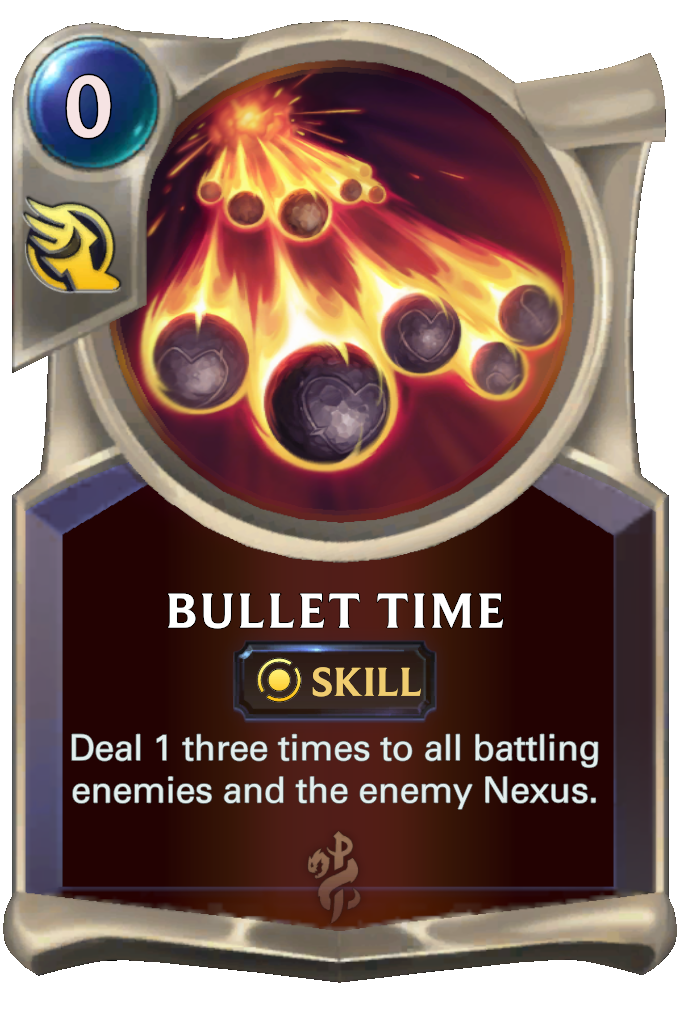 0
BULLET TIME
SKILL
Deal 1 three times to all battling
enemies and the enemy Nexus.